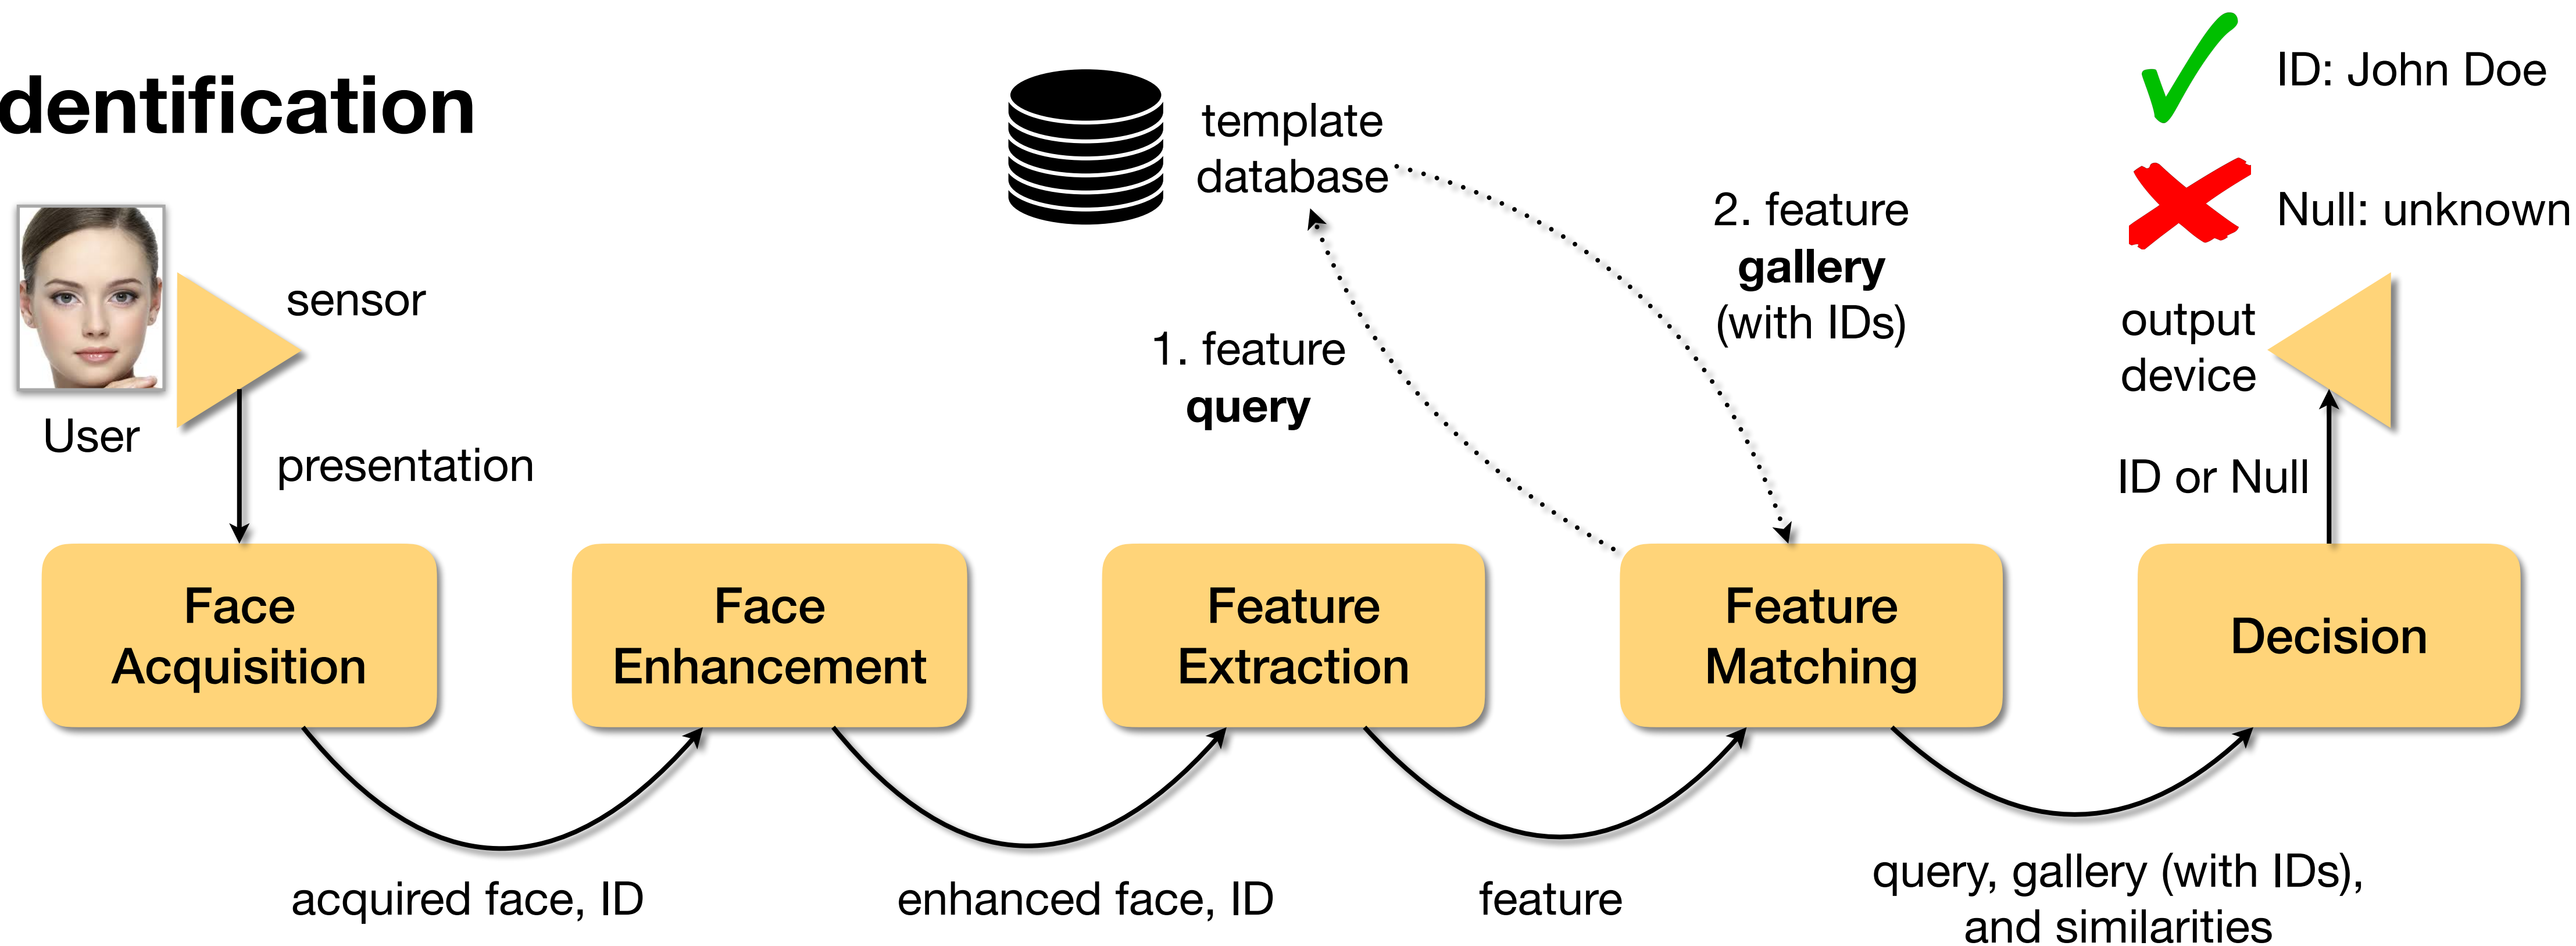 dentification
template
database
ID: John Doe
Null: unknown
sensor
User
presentation
1. feature
query
2. feature
gallery
(with IDs)
output
device
ID or Null
Face
Acquisition
Face
Enhancement
Feature
Extraction
Feature
Matching
Decision
acquired face, ID
enhanced face, ID
feature
query, gallery (with IDs),
and similarities